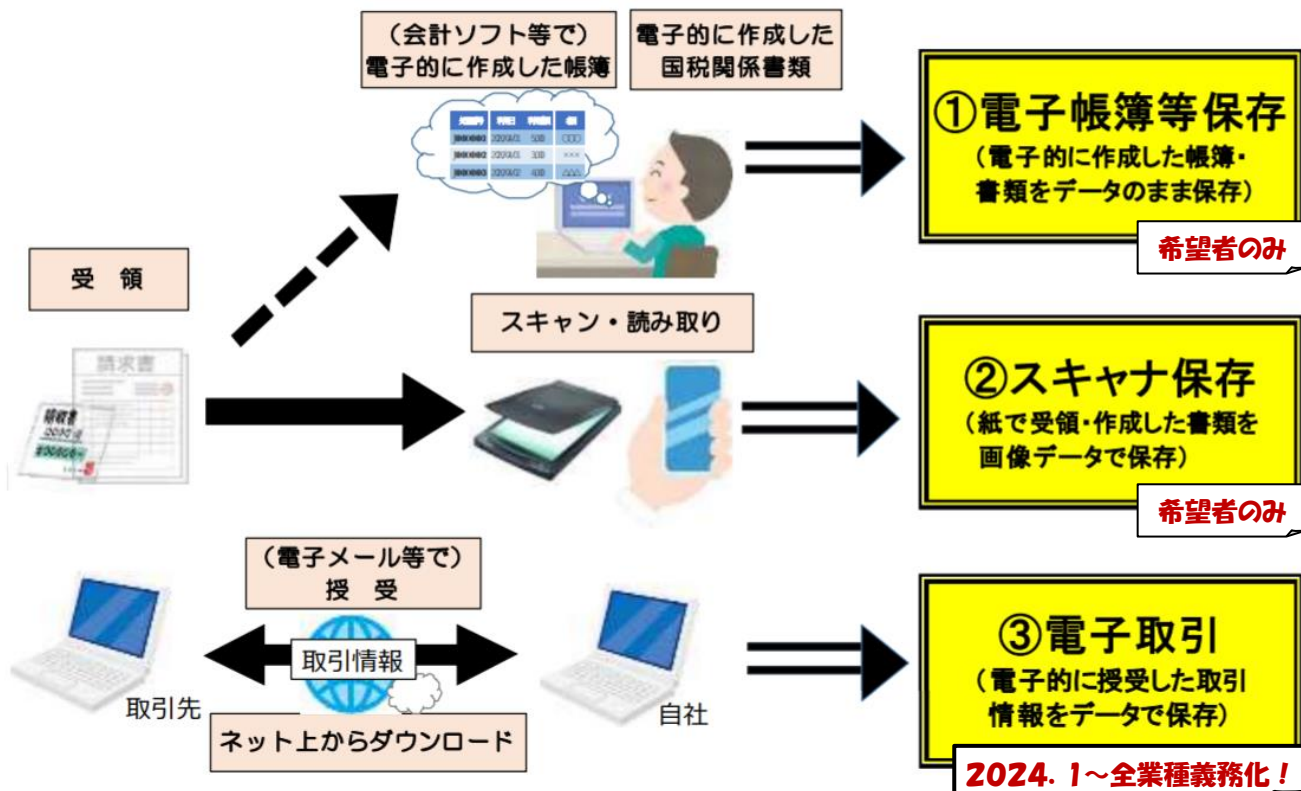 (会計ソフト等で)
電子的に作成した帳簿
電子的に作成した
国税関係書類
①電子帳簿等保存
(電子的に作成した帳簿・
書類をデータのまま保存)
希望者のみ
受 領
請求書
領収書
スキャン・読み取り
②スキャナ保存
(紙で受領・作成した書類を
画像データで保存)
希望者のみ
(電子メール等で)
授 受
取引情報
取引先
自社
ネット上からダウンロード
③電子取引
(電子的に授受した取引
情報をデータで保存)
2024. 1~全業種義務化!